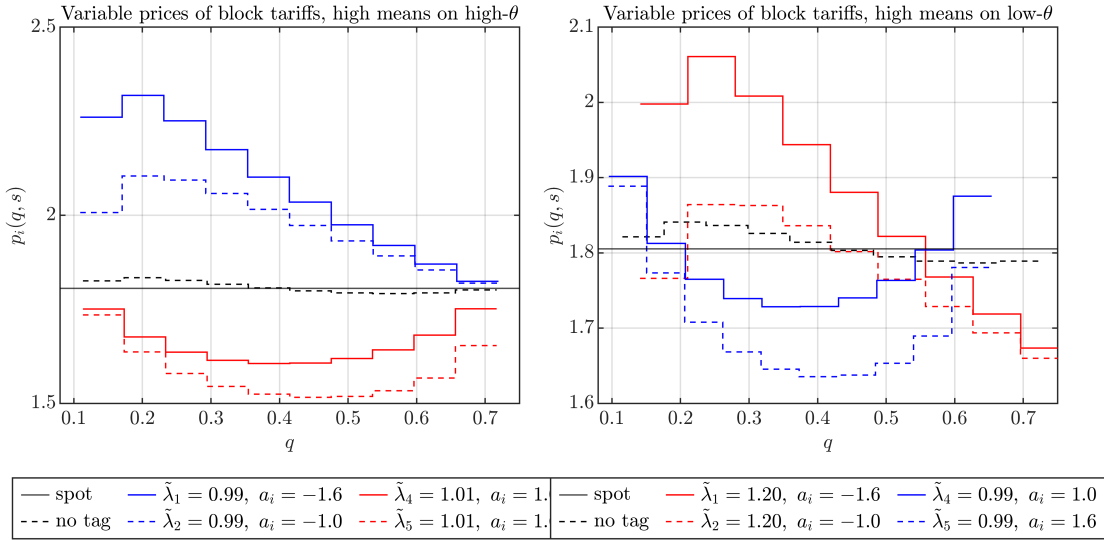 Variable prices of block tariffs, high means on high-θ
2.5
2
1.5
p_i(q, s)
0.1 0.2 0.3 0.4 0.5 0.6 0.7
q
Variable prices of block tariffs, high means on low-θ
2.1
2
1.9
1.8
1.7
1.6
p_i(q, s)
0.1 0.2 0.3 0.4 0.5 0.6 0.7
q
spot λ̃_1 = 0.99, a_i = −1.6 λ̃_4 = 1.01, a_i = 1.
no tag λ̃_2 = 0.99, a_i = −1.0 λ̃_5 = 1.01, a_i = 1.
spot λ̃_1 = 1.20, a_i = −1.6 λ̃_4 = 0.99, a_i = 1.0
no tag λ̃_2 = 1.20, a_i = −1.0 λ̃_5 = 0.99, a_i = 1.6